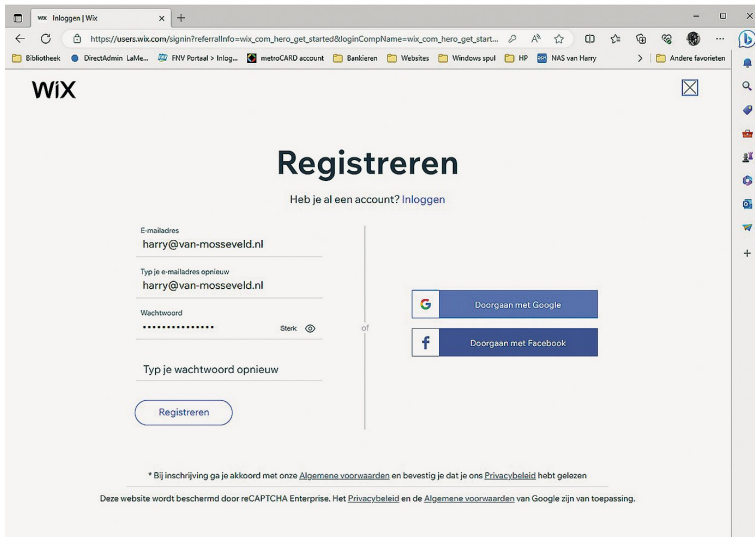 WIX Inloggen | Wix
https://users.wix.com/signin?referralInfo=wix_com_hero_get_started&loginCompName=wix_com_hero_get_start...
Bibliotheek DirectAdmin LaMe... FNV Portaal > Inlog... metroCARD account Bankieren Websites Windows spul HP NAS van Harry Andere favorieten
WiX
Registreren
Heb je al een account? Inloggen
E-mailadres
harry@van-mosseveld.nl
Typ je e-mailadres opnieuw
harry@van-mosseveld.nl
Wachtwoord
••••••••••••••• Sterk
Typ je wachtwoord opnieuw
Registreren
of
G Doorgaan met Google
f Doorgaan met Facebook
* Bij inschrijving ga je akkoord met onze Algemene voorwaarden en bevestig je dat je ons Privacybeleid hebt gelezen
Deze website wordt beschermd door reCAPTCHA Enterprise. Het Privacybeleid en de Algemene voorwaarden van Google zijn van toepassing.